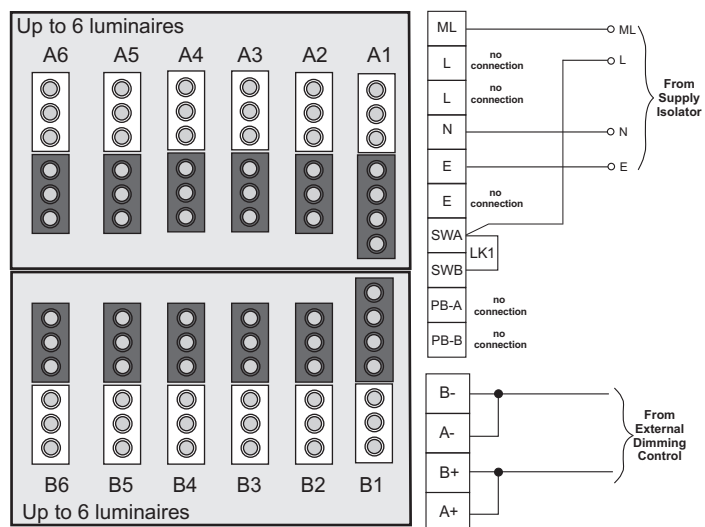 Up to 6 luminaires
A6 A5 A4 A3 A2 A1
B6 B5 B4 B3 B2 B1
Up to 6 luminaires
ML
L
no
connection
L
no
connection
N
E
E
no
connection
SWA
LK1
SWB
PB-A
no
connection
PB-B
no
connection
ML
L
N
E
From
Supply
Isolator
B-
A-
B+
A+
From
External
Dimming
Control